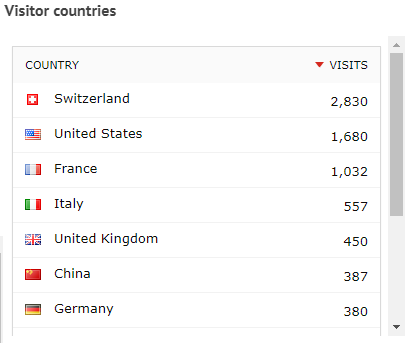 Visitor countries
COUNTRY VISITS
Switzerland 2,830
United States 1,680
France 1,032
Italy 557
United Kingdom 450
China 387
Germany 380